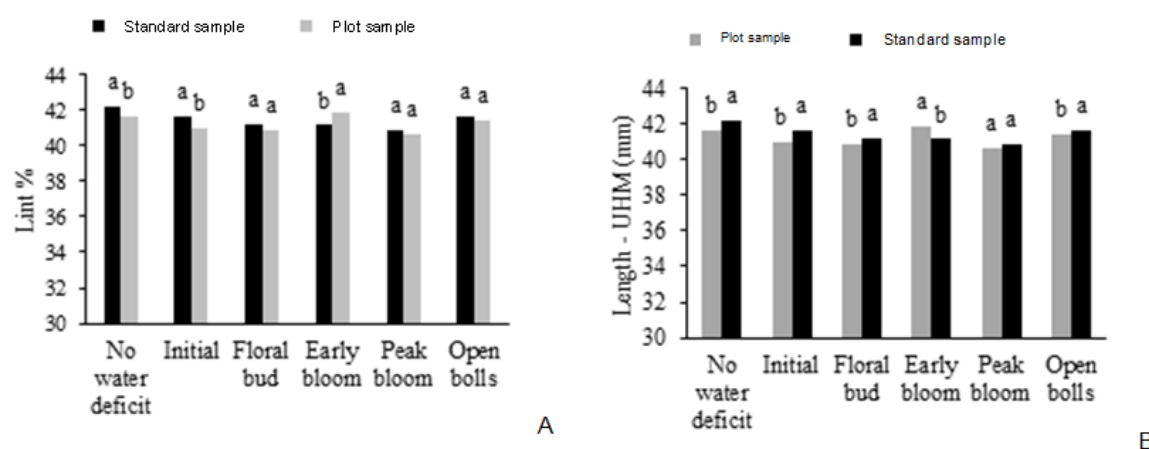 Standard sample Plot sample
44
42
40
38
36
34
32
30
Lint %
a b a b a a b a a a a a
No water deficit
Initial
Floral bud
Early bloom
Peak bloom
Open bolls
A
Plot sample Standard sample
44
42
40
38
36
34
32
30
Length - UHM (mm)
b a b a b a a b a a b a
No water deficit
Initial
Floral bud
Early bloom
Peak bloom
Open bolls
B